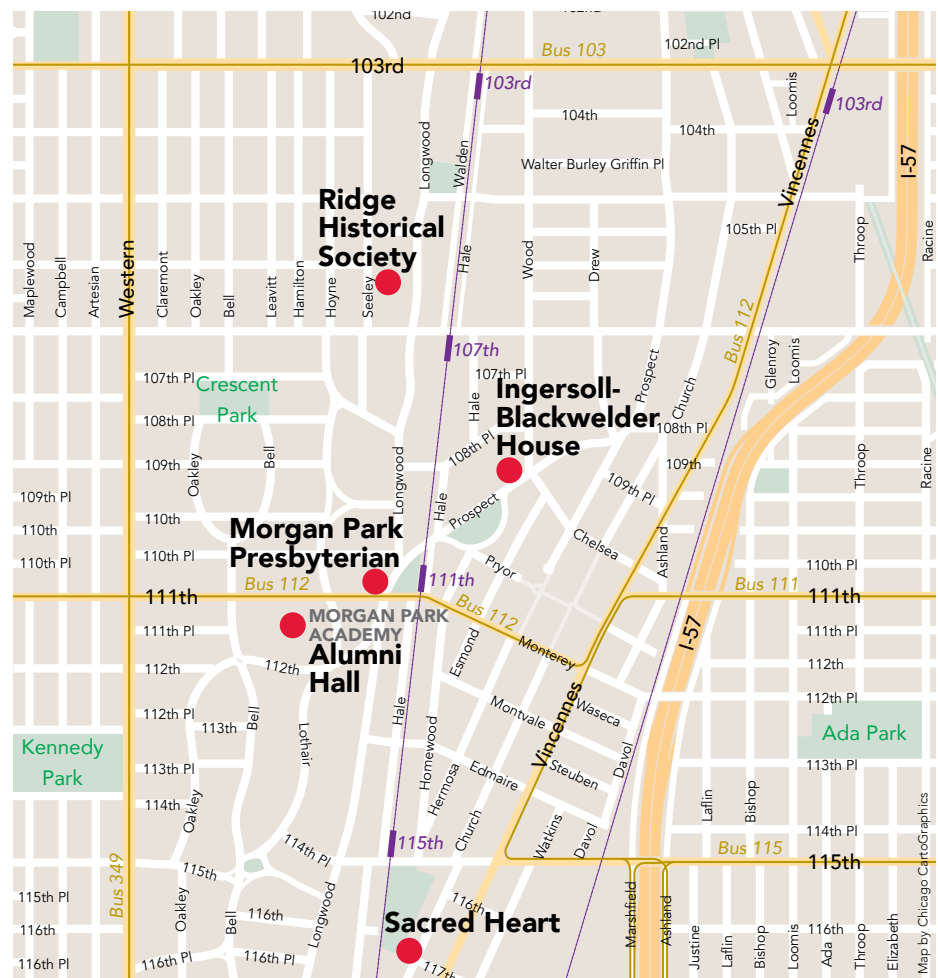 102nd
102nd
102nd Pl
Bus 103
103rd
103rd
103rd
Loomis
104th
104th
Longwood
Walden
Walter Burley Griffin Pl
Vincennes
I-57
Ridge
Historical
Society
105th Pl
Throop
Racine
Maplewood
Campbell
Artesian
Western
Claremont
Oakley
Bell
Leavitt
Hamilton
Hoyne
Seeley
Hale
Wood
Drew
Bus 112
107th
107th Pl
107th Pl
Crescent
Park
Prospect
Church
Glenroy
Loomis
Ingersoll-
Blackwelder
House
Hale
108th Pl
108th Pl
108th Pl
109th
109th
Oakley
Bell
Longwood
109th Pl
109th Pl
Throop
Racine
Hale
Prospect
110th
110th
110th Pl
110th Pl
110th Pl
Chelsea
Ashland
Morgan Park
Presbyterian
Pryor
111th
Bus 112
Bus 112
Bus 111
111th
111th
MORGAN PARK
ACADEMY
Alumni
Hall
111th Pl
111th Pl
I-57
Monterey
Esmond
112th
112th
112th
112th Pl
112th Pl
113th
Bell
Lothair
Hale
Homewood
Montvale
Waseca
Vincennes
Davol
Ada Park
Kennedy
Park
113th Pl
113th Pl
Hermosa
Edmaire
Steuben
Laflin
Bishop
114th
Oakley
Church
Watkins
Davol
114th Pl
114th Pl
115th
Bus 115
115th
115th
Bus 349
115th Pl
Oakley
Bell
116th
Longwood
116th
116th
116th
116th Pl
116th Pl
116th Pl
Sacred Heart
117th
Marshfield
Ashland
Justine
Laflin
Bishop
Loomis
Ada
Throop
Elizabeth
Map by Chicago CartoGraphics